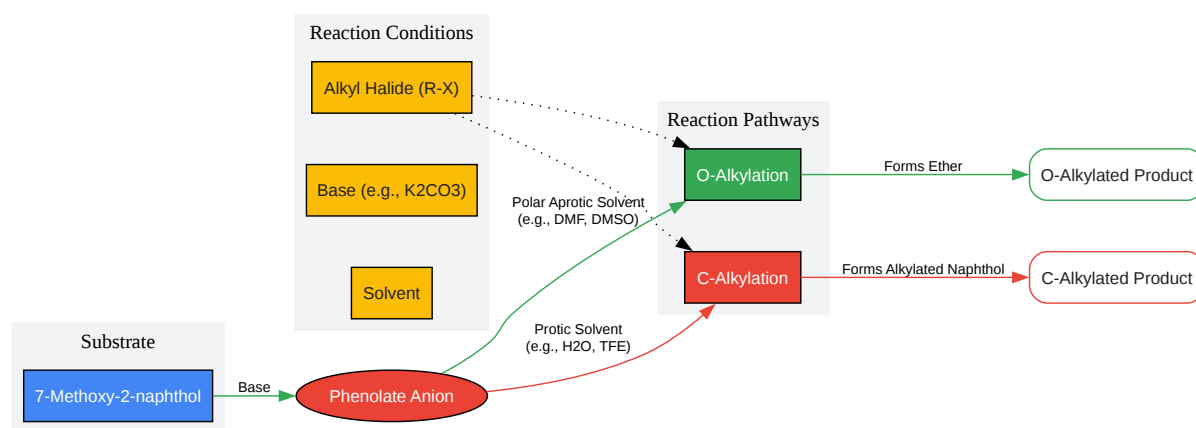 Reaction Conditions
Alkyl Halide (R-X)
Base (e.g., K2CO3)
Solvent
Substrate
7-Methoxy-2-naphthol
Base
Phenolate Anion
Polar Aprotic Solvent
(e.g., DMF, DMSO)
Protic Solvent
(e.g., H2O, TFE)
Reaction Pathways
O-Alkylation
C-Alkylation
Forms Ether
Forms Alkylated Naphthol
O-Alkylated Product
C-Alkylated Product